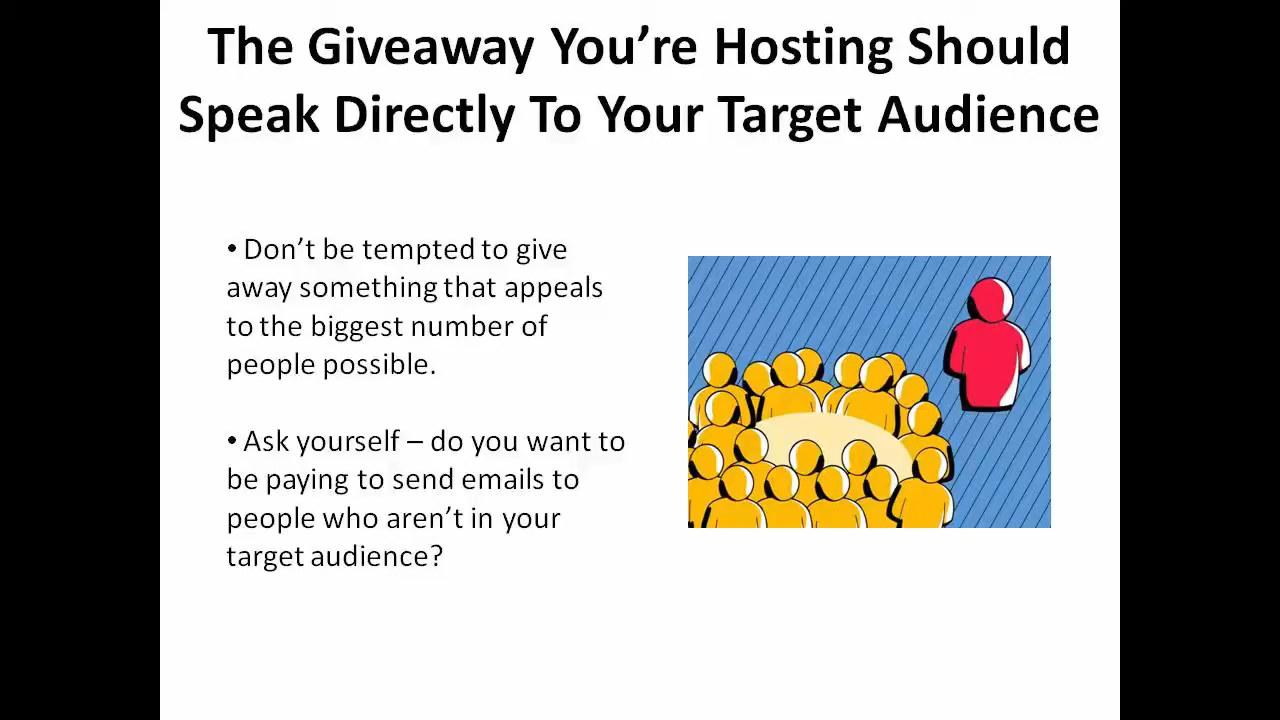 The Giveaway You’re Hosting Should
Speak Directly To Your Target Audience
• Don’t be tempted to give
away something that appeals
to the biggest number of
people possible.
• Ask yourself – do you want to
be paying to send emails to
people who aren’t in your
target audience?